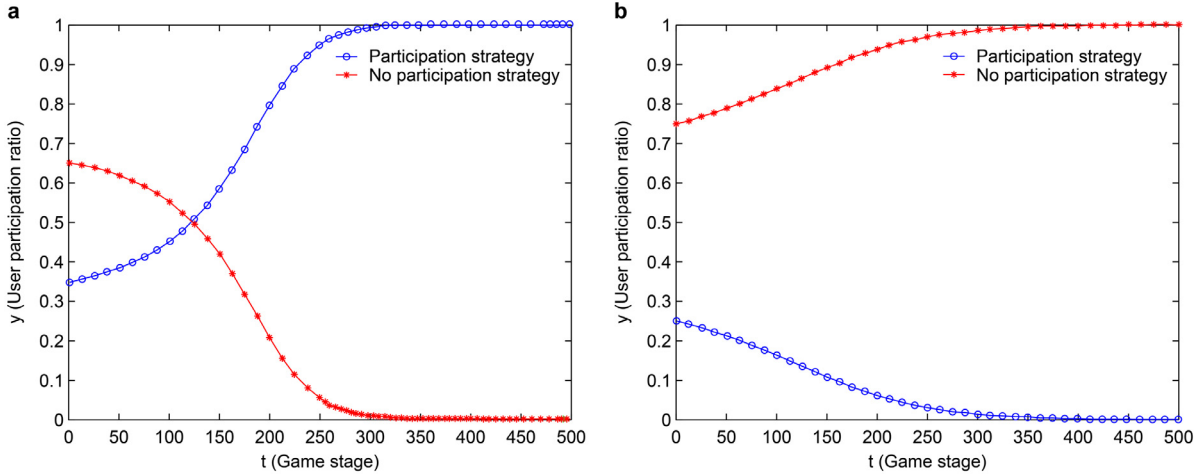 a
Participation strategy
No participation strategy
y (User participation ratio)
1
0.9
0.8
0.7
0.6
0.5
0.4
0.3
0.2
0.1
0
0 50 100 150 200 250 300 350 400 450 500
t (Game stage)
b
Participation strategy
No participation strategy
y (User participation ratio)
1
0.9
0.8
0.7
0.6
0.5
0.4
0.3
0.2
0.1
0
0 50 100 150 200 250 300 350 400 450 500
t (Game stage)